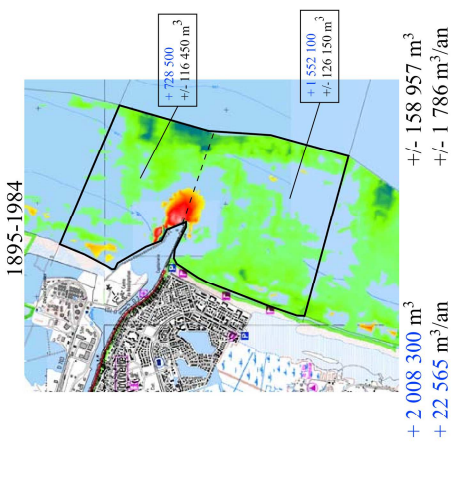 1895-1984
+ 728 500
+/- 116 450 m³
+ 1 552 100
+/- 126 150 m³
+ 2 008 300 m³ +/- 158 957 m³
+ 22 565 m³/an +/- 1 786 m³/an